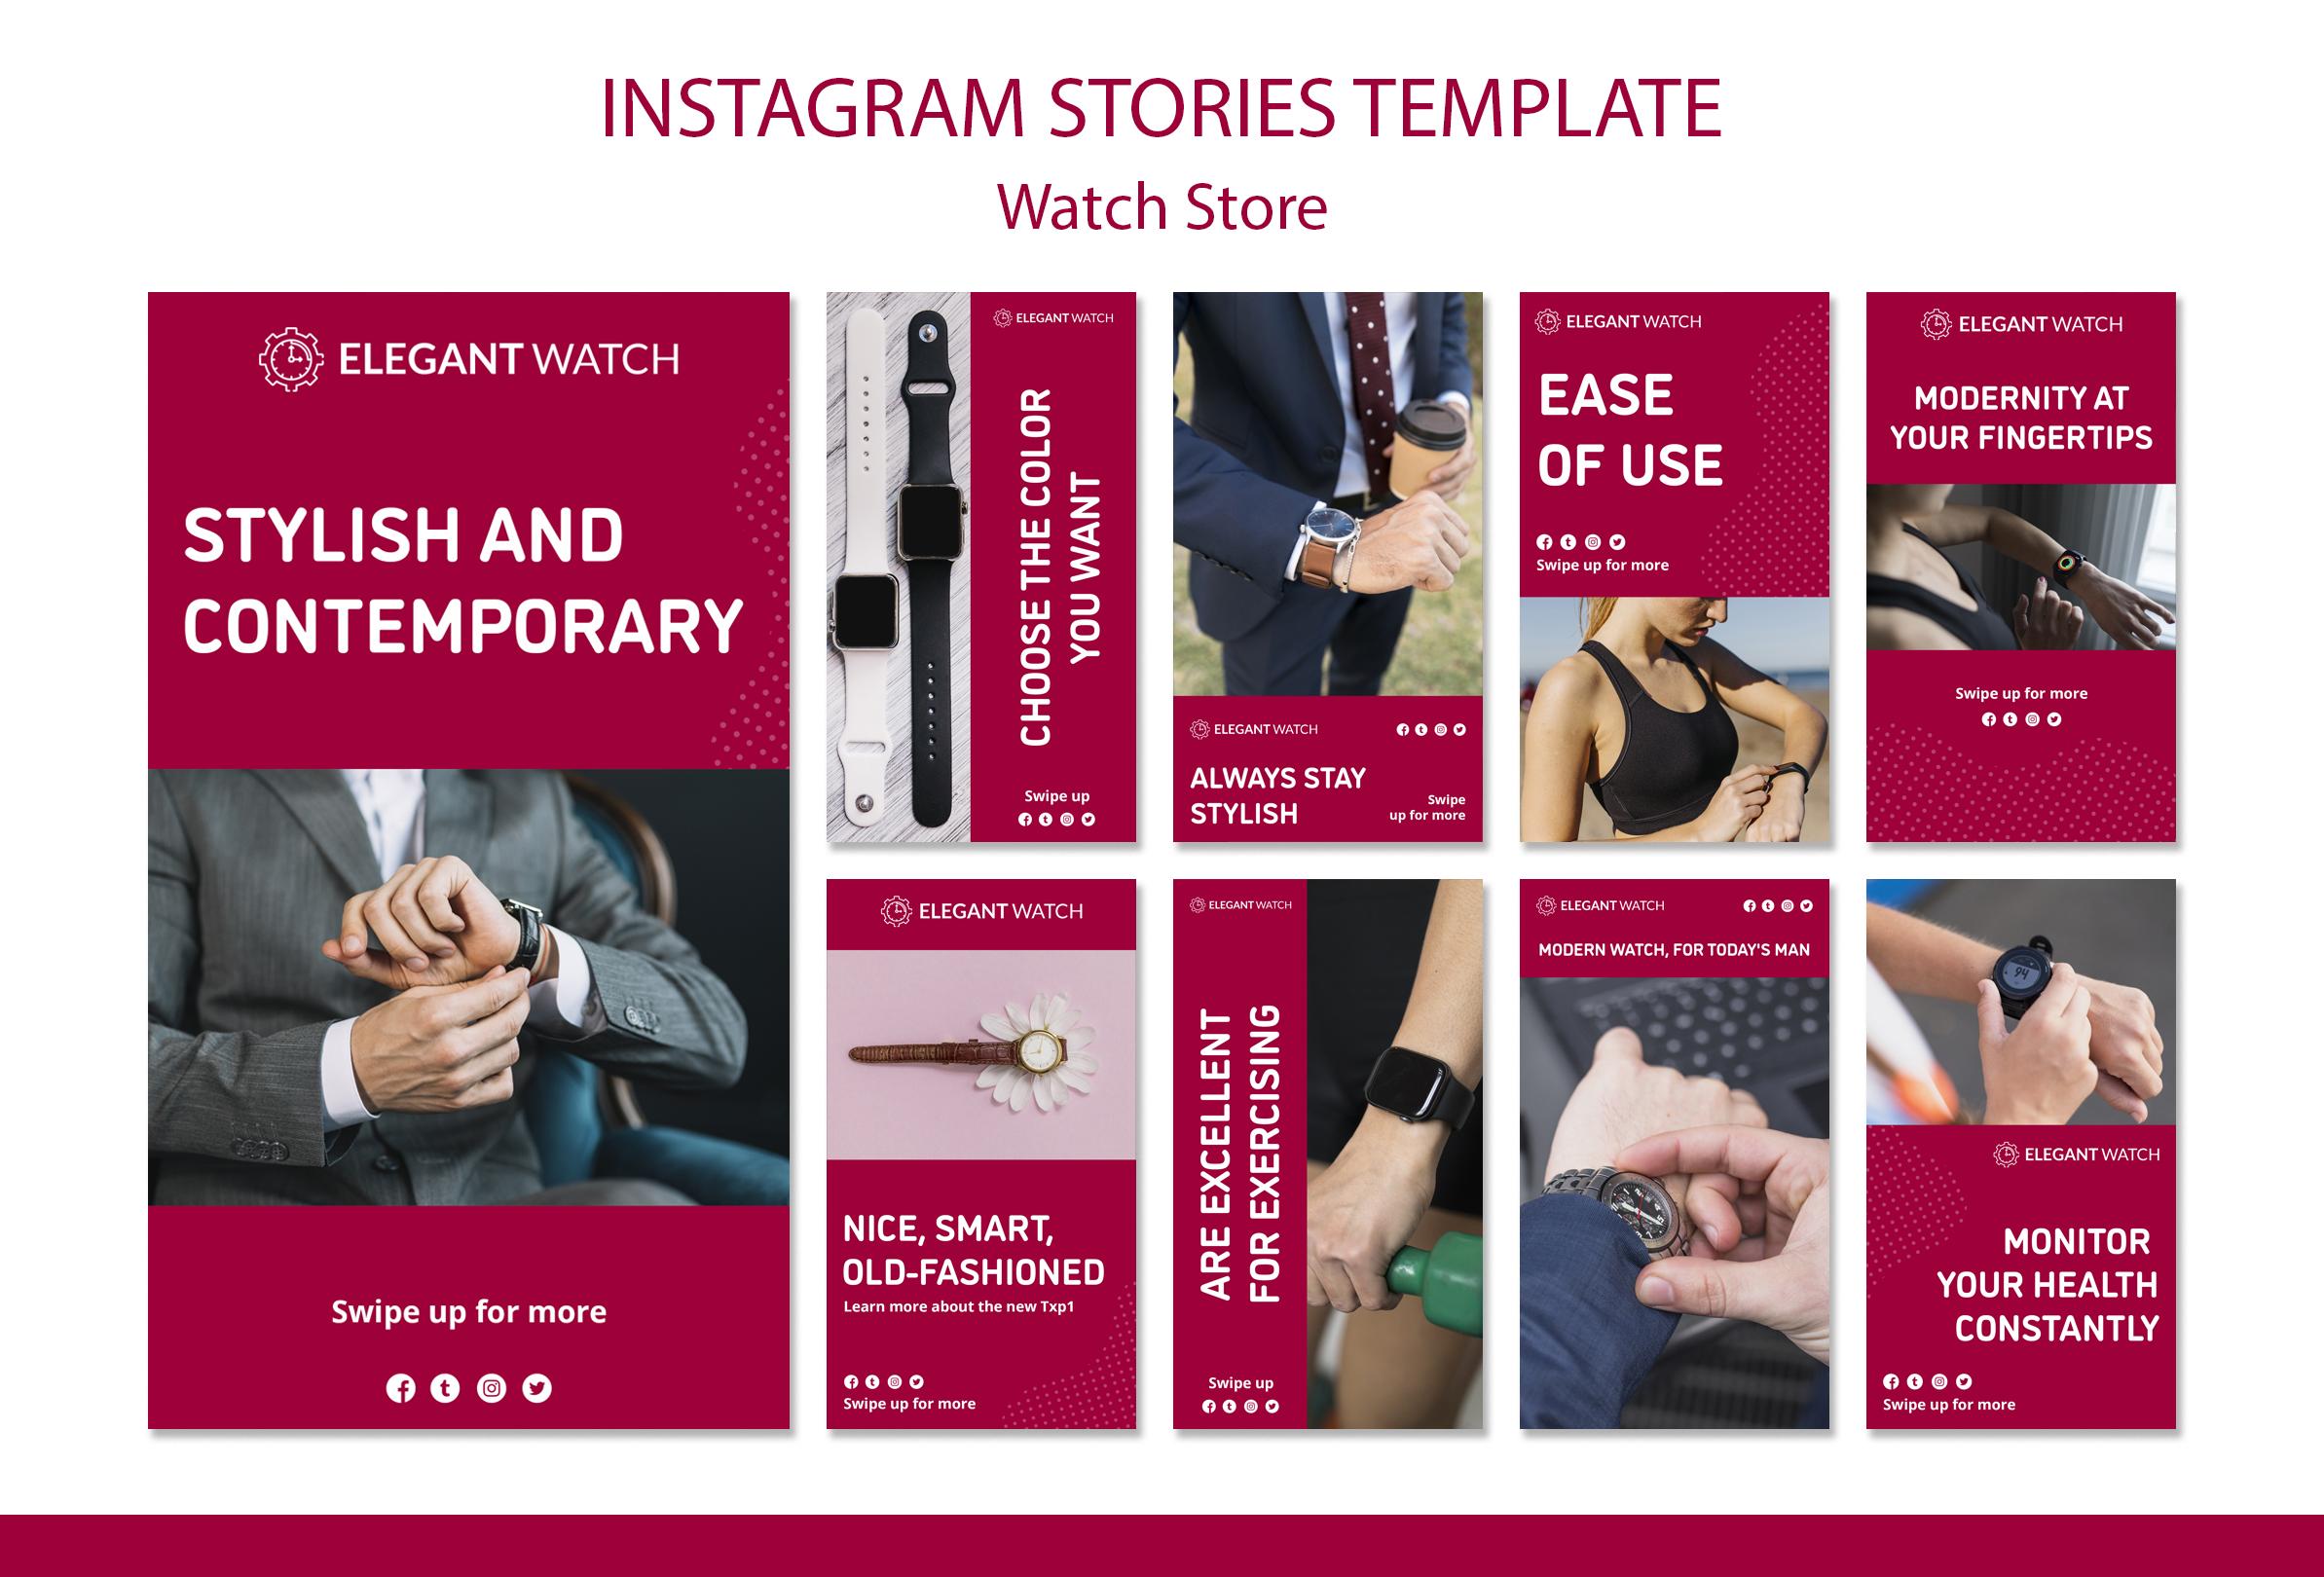 INSTAGRAM STORIES TEMPLATE
Watch Store
ELEGANT WATCH
STYLISH AND
CONTEMPORARY
Swipe up for more
ELEGANT WATCH
CHOOSE THE COLOR
YOU WANT
Swipe up
ELEGANT WATCH
ALWAYS STAY
STYLISH
Swipe
up for more
ELEGANT WATCH
EASE
OF USE
Swipe up for more
ELEGANT WATCH
MODERNITY AT
YOUR FINGERTIPS
Swipe up for more
ELEGANT WATCH
NICE, SMART,
OLD-FASHIONED
Learn more about the new Txp1
Swipe up for more
ELEGANT WATCH
ARE EXCELLENT
FOR EXERCISING
Swipe up
ELEGANT WATCH
MODERN WATCH, FOR TODAY'S MAN
94
ELEGANT WATCH
MONITOR
YOUR HEALTH
CONSTANTLY
Swipe up for more